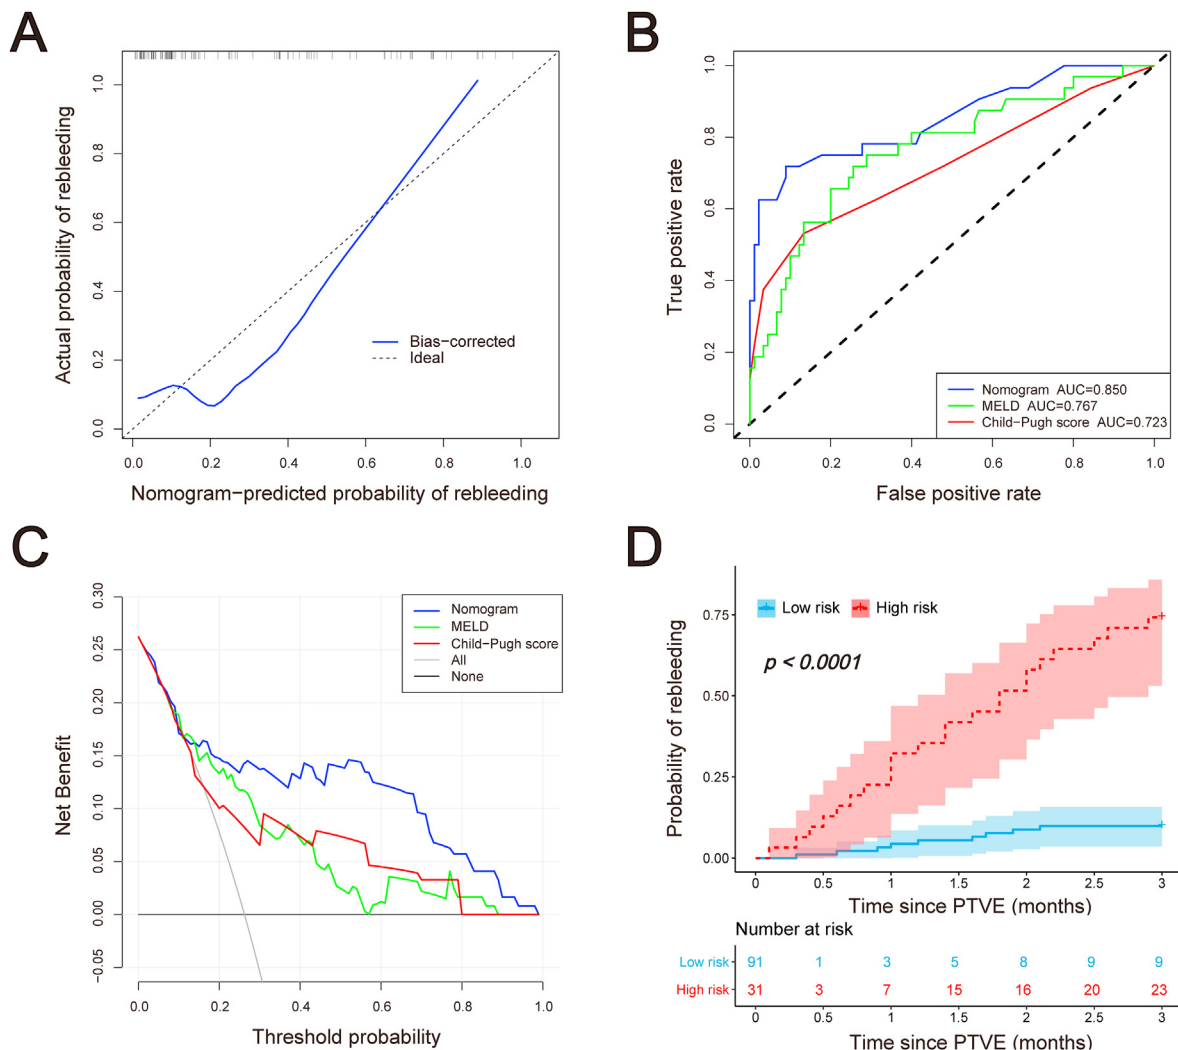 A
Actual probability of rebleeding
1.0
0.8
0.6
0.4
0.2
0.0
Bias−corrected
Ideal
0.0 0.2 0.4 0.6 0.8 1.0
Nomogram−predicted probability of rebleeding
B
True positive rate
1.0
0.8
0.6
0.4
0.2
0.0
Nomogram AUC=0.850
MELD AUC=0.767
Child−Pugh score AUC=0.723
0.0 0.2 0.4 0.6 0.8 1.0
False positive rate
C
Net Benefit
0.30
0.25
0.20
0.15
0.10
0.05
0.00
−0.05
Nomogram
MELD
Child−Pugh score
All
None
0.0 0.2 0.4 0.6 0.8 1.0
Threshold probability
D
Probability of rebleeding
0.75
0.50
0.25
0.00
Low risk High risk
p < 0.0001
0 0.5 1 1.5 2 2.5 3
Time since PTVE (months)
Number at risk
Low risk 91 1 3 5 8 9 9
High risk 31 3 7 15 16 20 23
0 0.5 1 1.5 2 2.5 3
Time since PTVE (months)